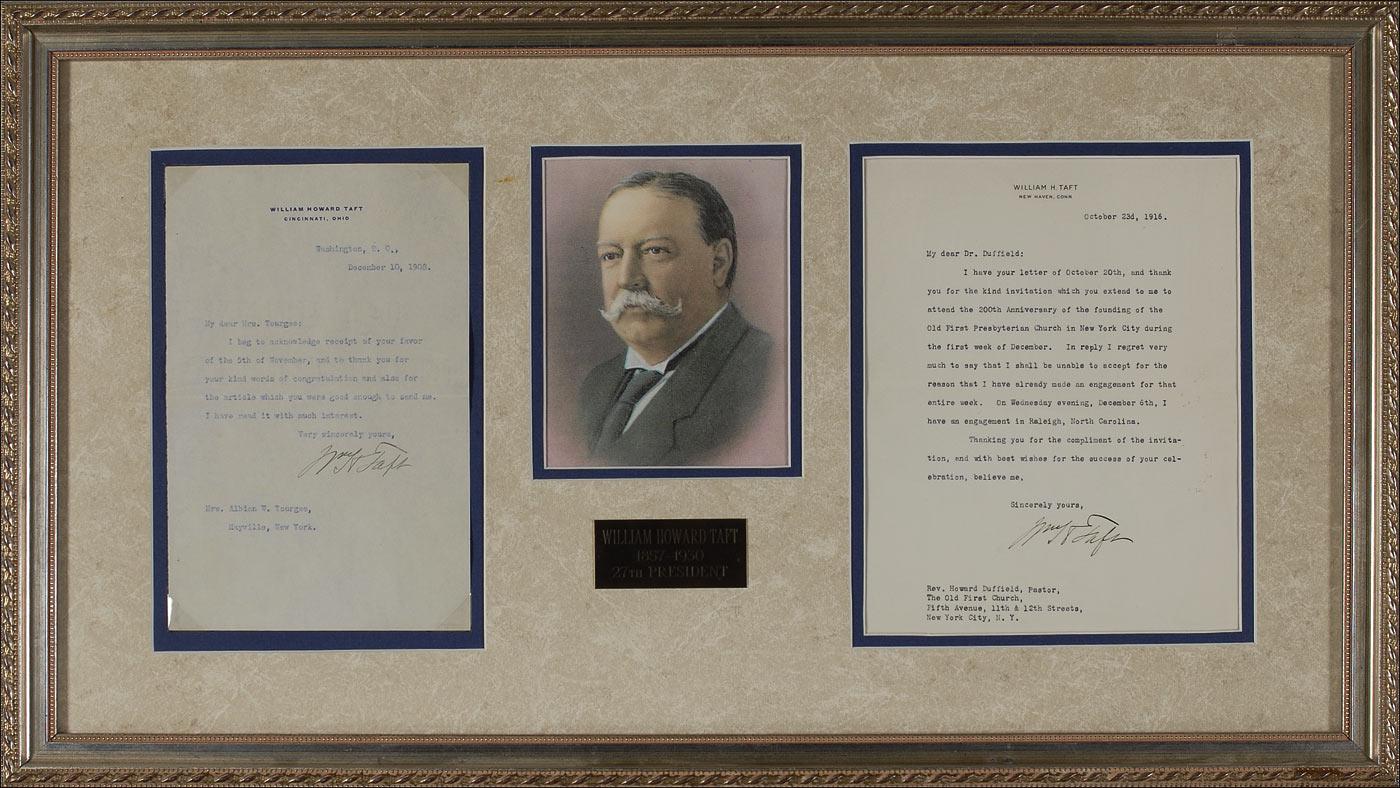 WILLIAM HOWARD TAFT
CINCINNATI, OHIO
Washington, D. C.,
December 10, 1908.
My dear Mrs. Tourgee:
I beg to acknowledge receipt of your favor
of the 5th of November, and to thank you for
your kind words of congratulation and also for
the article which you were good enough to send me.
I have read it with much interest.
Very sincerely yours,
Wm H Taft
Mrs. Albion W. Tourgee,
Mayville, New York.
WILLIAM HOWARD TAFT
1857-1930
27TH PRESIDENT
WILLIAM H. TAFT
NEW HAVEN, CONN
October 23d, 1916.
My dear Dr. Duffield:
I have your letter of October 20th, and thank
you for the kind invitation which you extend to me to
attend the 200th Anniversary of the founding of the
Old First Presbyterian Church in New York City during
the first week of December. In reply I regret very
much to say that I shall be unable to accept for the
reason that I have already made an engagement for that
entire week. On Wednesday evening, December 6th, I
have an engagement in Raleigh, North Carolina.
Thanking you for the compliment of the invita-
tion, and with best wishes for the success of your cel-
ebration, believe me,
Sincerely yours,
Wm H Taft
Rev. Howard Duffield, Pastor,
The Old First Church,
Fifth Avenue, 11th & 12th Streets,
New York City, N. Y.